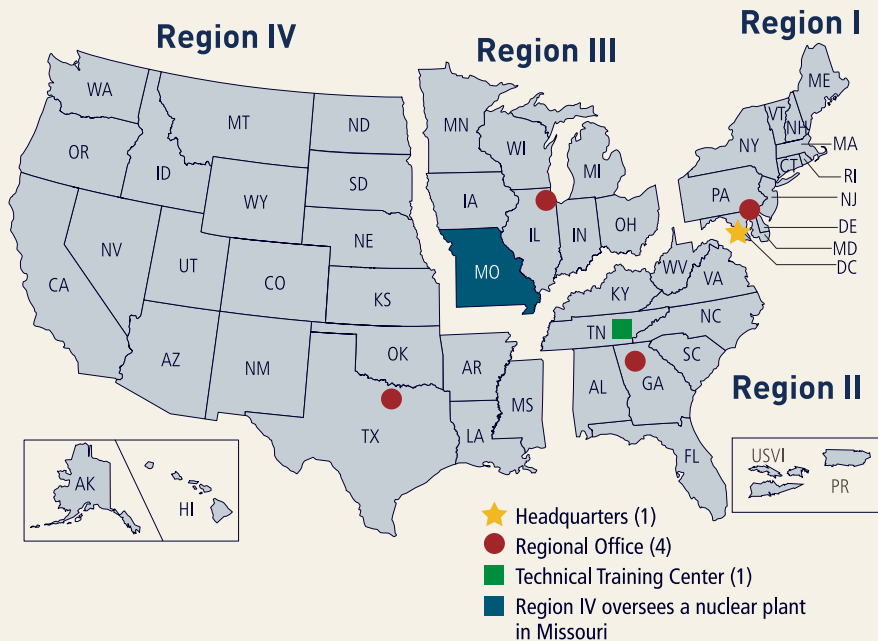 Region I
Region IV
Region III
WA
MT
ND
MN
ME
VT
NH
OR
ID
WI
NY
MA
SD
MI
CT
RI
WY
IA
PA
NJ
NV
NE
IL
IN
OH
DE
MD
UT
CO
MO
WV
DC
CA
KS
KY
VA
NC
AZ
NM
OK
AR
TN
SC
TX
LA
MS
AL
GA
Region II
AK
HI
FL
USVI
PR
Headquarters (1)
Regional Office (4)
Technical Training Center (1)
Region IV oversees a nuclear plant
in Missouri